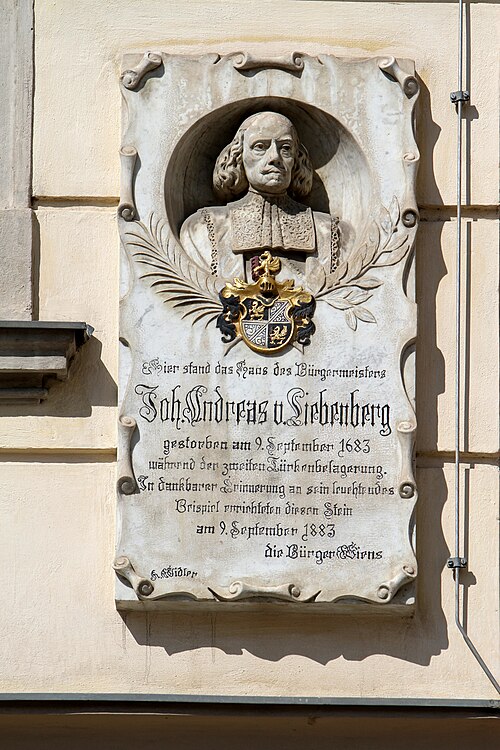 Hier stand das Haus des Bürgermeisters
Joh. Andreas v. Liebenberg
gestorben am 9. September 1683
während der zweiten Türkenbelagerung.
In dankbarer Erinnerung an sein leuchtendes
Beispiel errichteten diesen Stein
am 9. September 1883
die Bürger Wiens
H. Widler